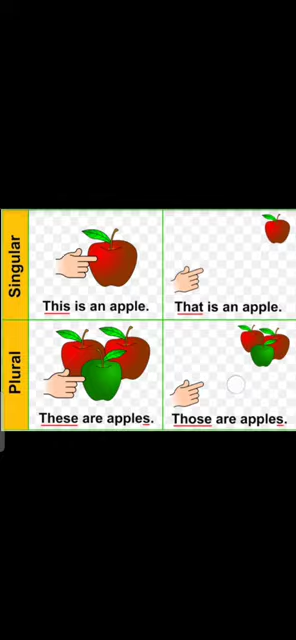 Singular
This is an apple.
That is an apple.
Plural
These are apples.
Those are apples.